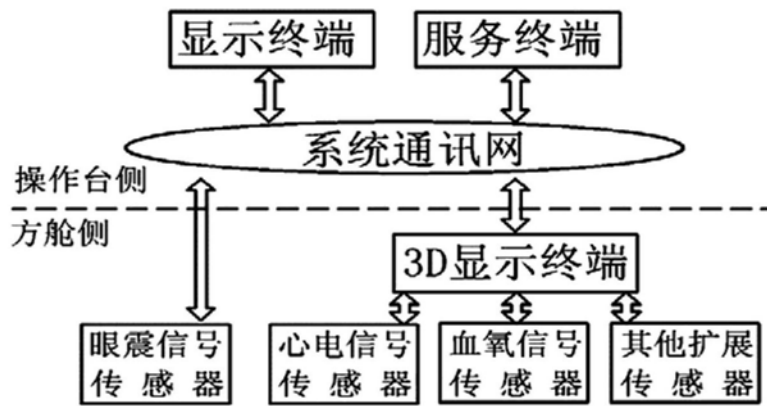 显示终端 服务终端
系统通讯网
操作台侧
方舱侧
3D显示终端
眼震信号 心电信号 血氧信号 其他扩展
传感器 传感器 传感器 传感器